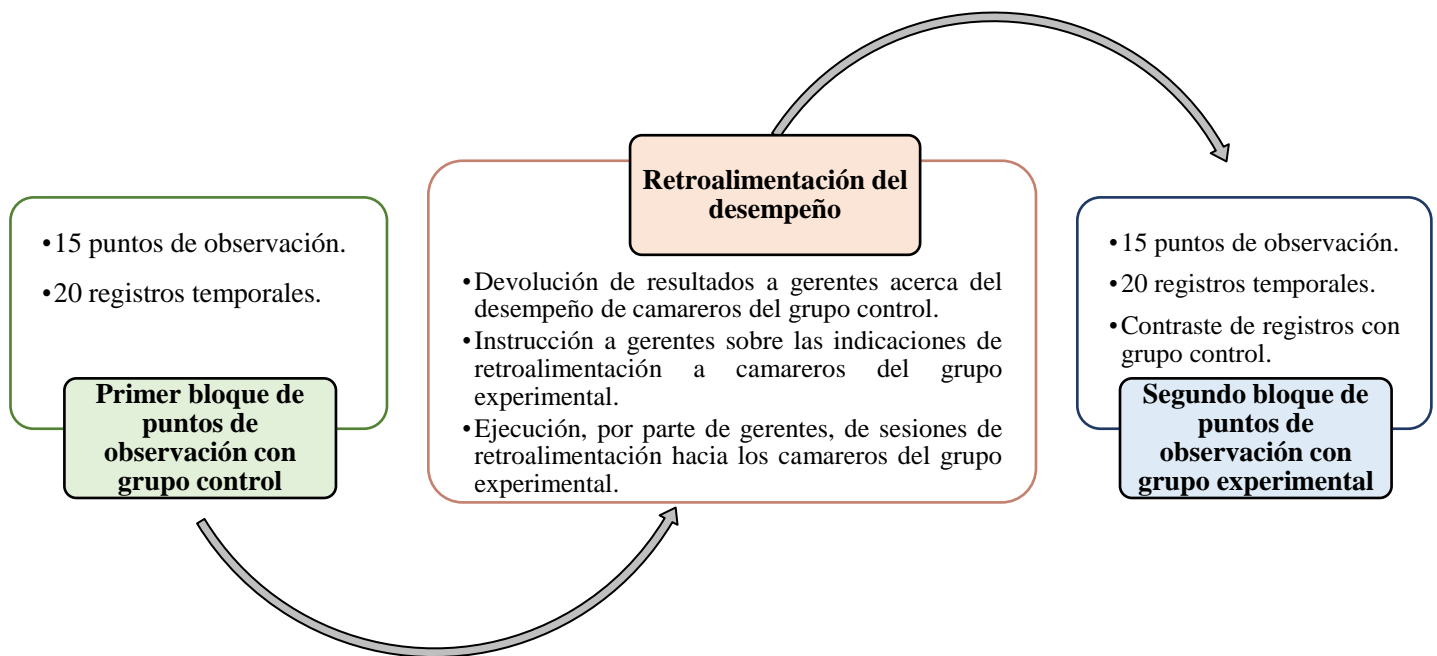 •15 puntos de observación.
•20 registros temporales.
Primer bloque de
puntos de
observación con
grupo control
Retroalimentación del
desempeño
•Devolución de resultados a gerentes acerca del
desempeño de camareros del grupo control.
•Instrucción a gerentes sobre las indicaciones de
retroalimentación a camareros del grupo
experimental.
•Ejecución, por parte de gerentes, de sesiones de
retroalimentación hacia los camareros del grupo
experimental.
•15 puntos de observación.
•20 registros temporales.
•Contraste de registros con
grupo control.
Segundo bloque de
puntos de
observación con
grupo experimental